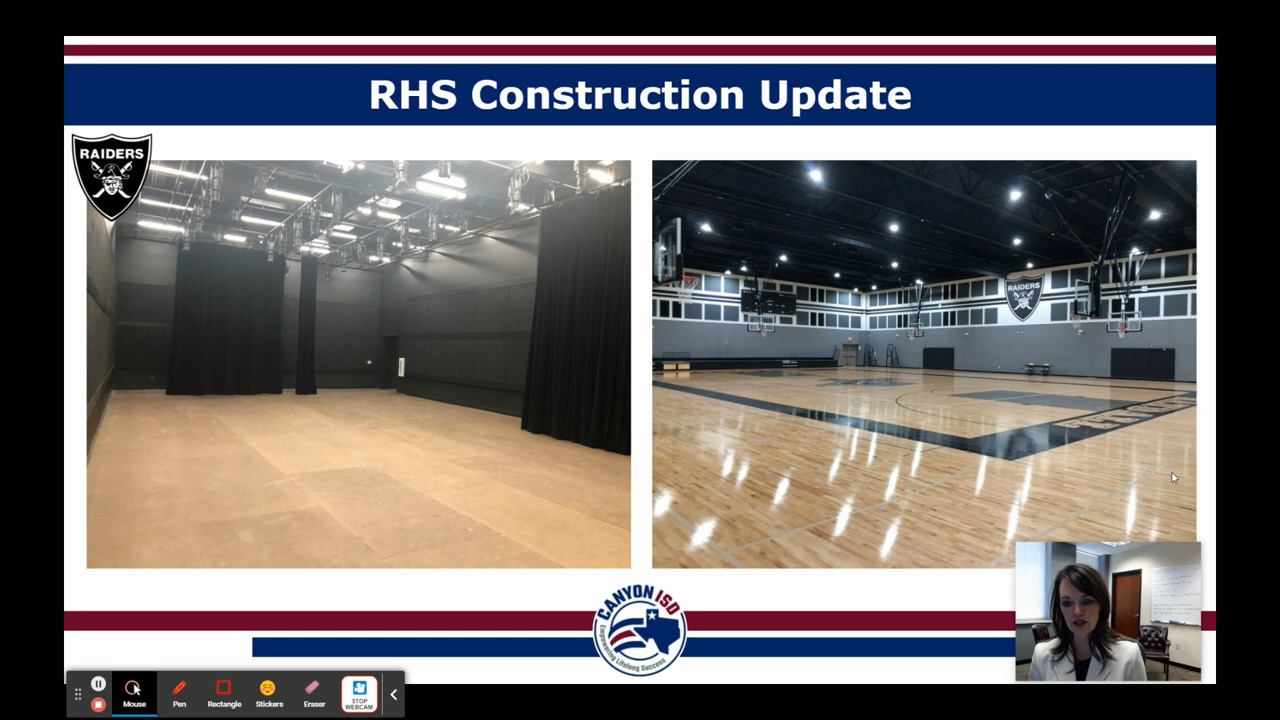 RHS Construction Update
RAIDERS
RAIDERS
CANYON ISD
Empowering Lifelong Success
Mouse
Pen
Rectangle
Stickers
Eraser
STOP
WEBCAM